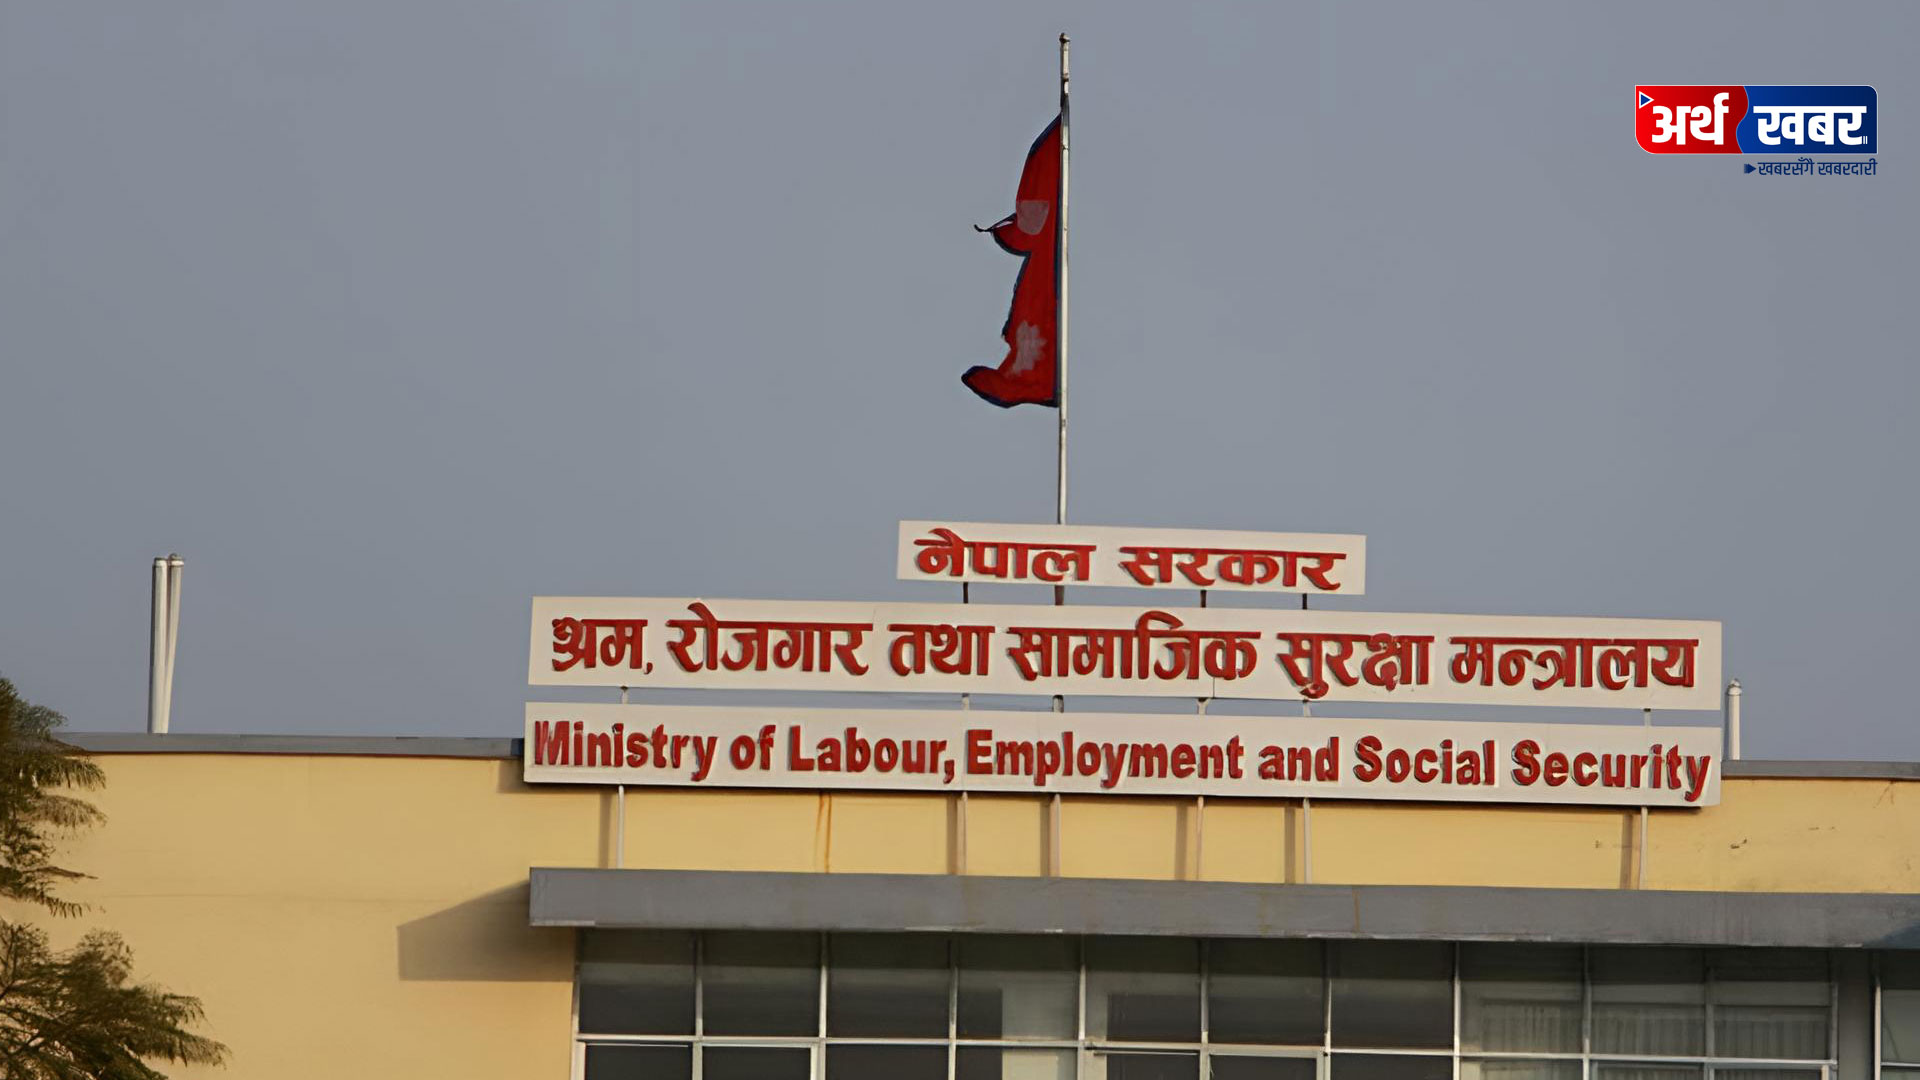 अर्थ खबर
खबरसँगै खबरदारी
नेपाल सरकार
श्रम, रोजगार तथा सामाजिक सुरक्षा मन्त्रालय
Ministry of Labour, Employment and Social Security